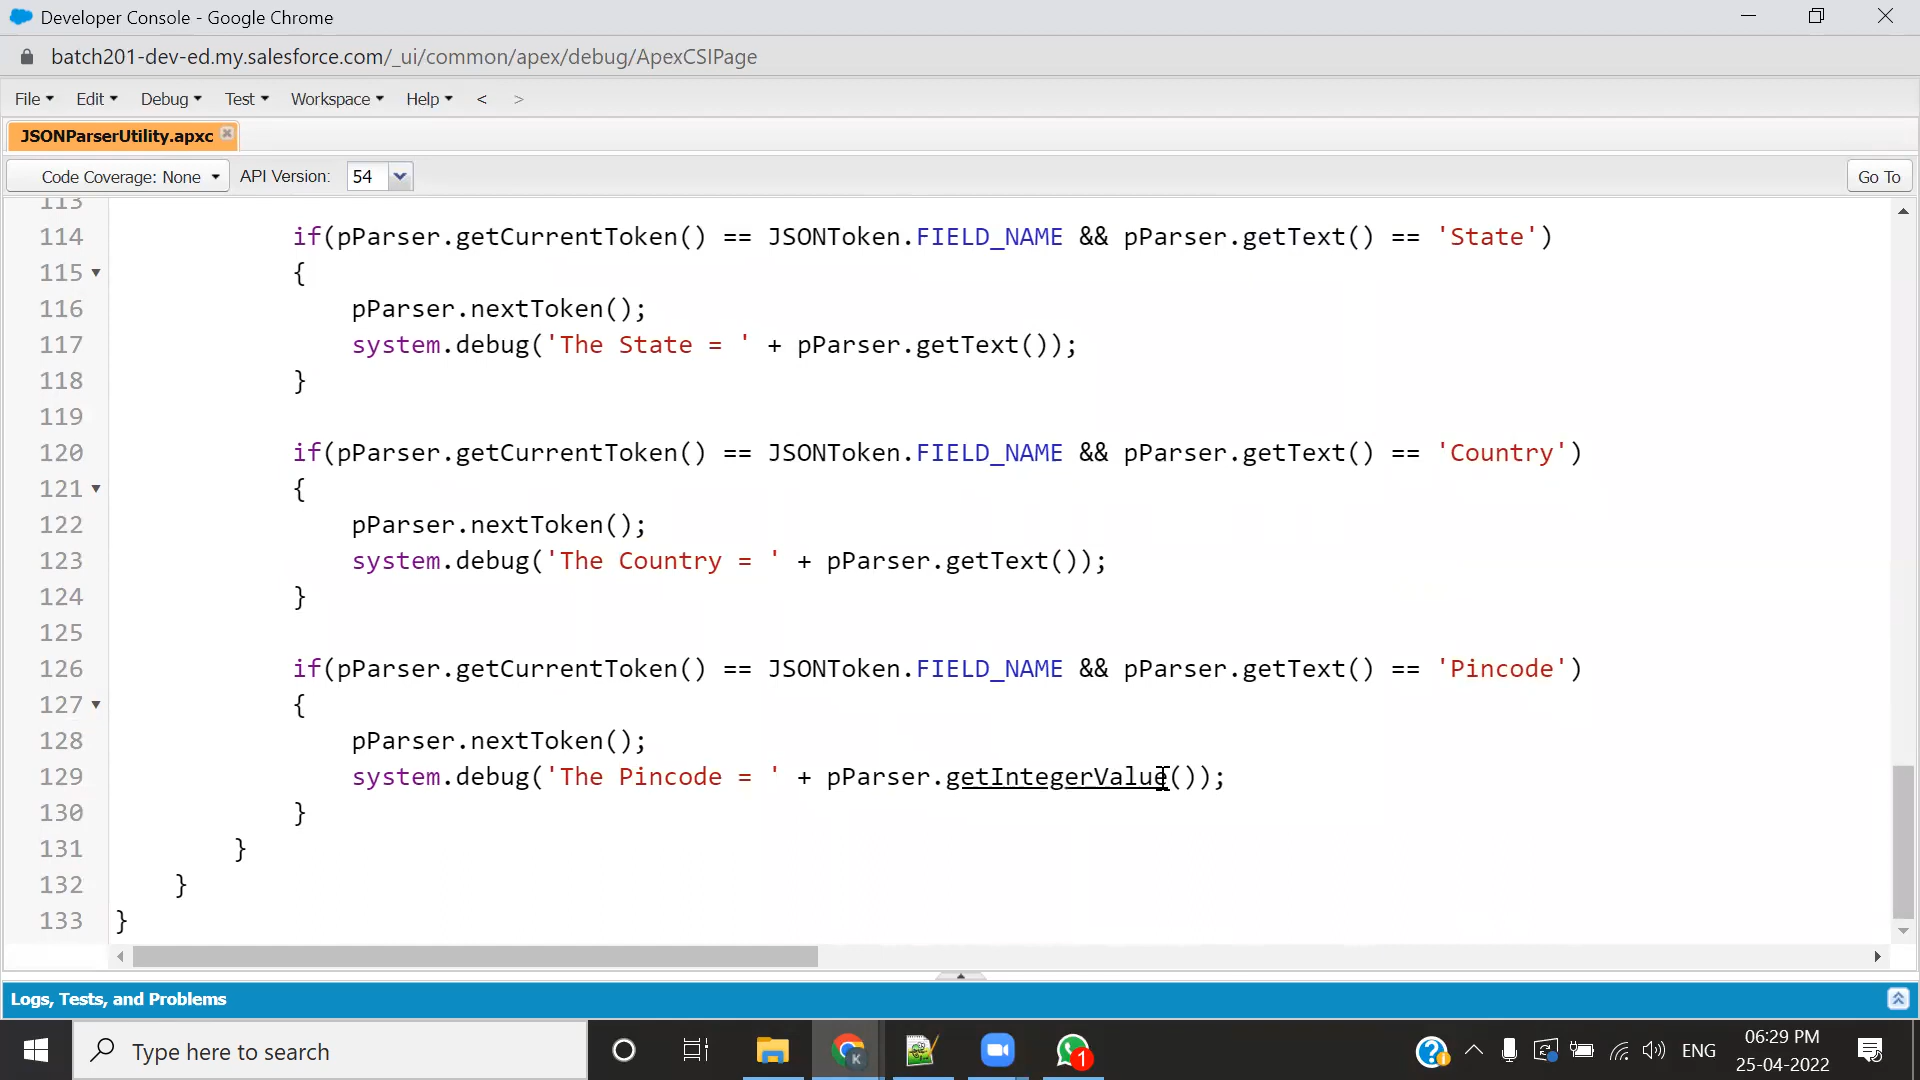 Developer Console - Google Chrome
batch201-dev-ed.my.salesforce.com/_ui/common/apex/debug/ApexCSIPage
File Edit Debug Test Workspace Help < >
JSONParserUtility.apxc
Code Coverage: None API Version: 54 Go To
113
114 if(pParser.getCurrentToken() == JSONToken.FIELD_NAME && pParser.getText() == 'State')
115 {
116 pParser.nextToken();
117 system.debug('The State = ' + pParser.getText());
118 }
119
120 if(pParser.getCurrentToken() == JSONToken.FIELD_NAME && pParser.getText() == 'Country')
121 {
122 pParser.nextToken();
123 system.debug('The Country = ' + pParser.getText());
124 }
125
126 if(pParser.getCurrentToken() == JSONToken.FIELD_NAME && pParser.getText() == 'Pincode')
127 {
128 pParser.nextToken();
129 system.debug('The Pincode = ' + pParser.getIntegerValue());
130 }
131 }
132 }
133 }
Logs, Tests, and Problems
Type here to search
K
1
ENG
06:29 PM
25-04-2022